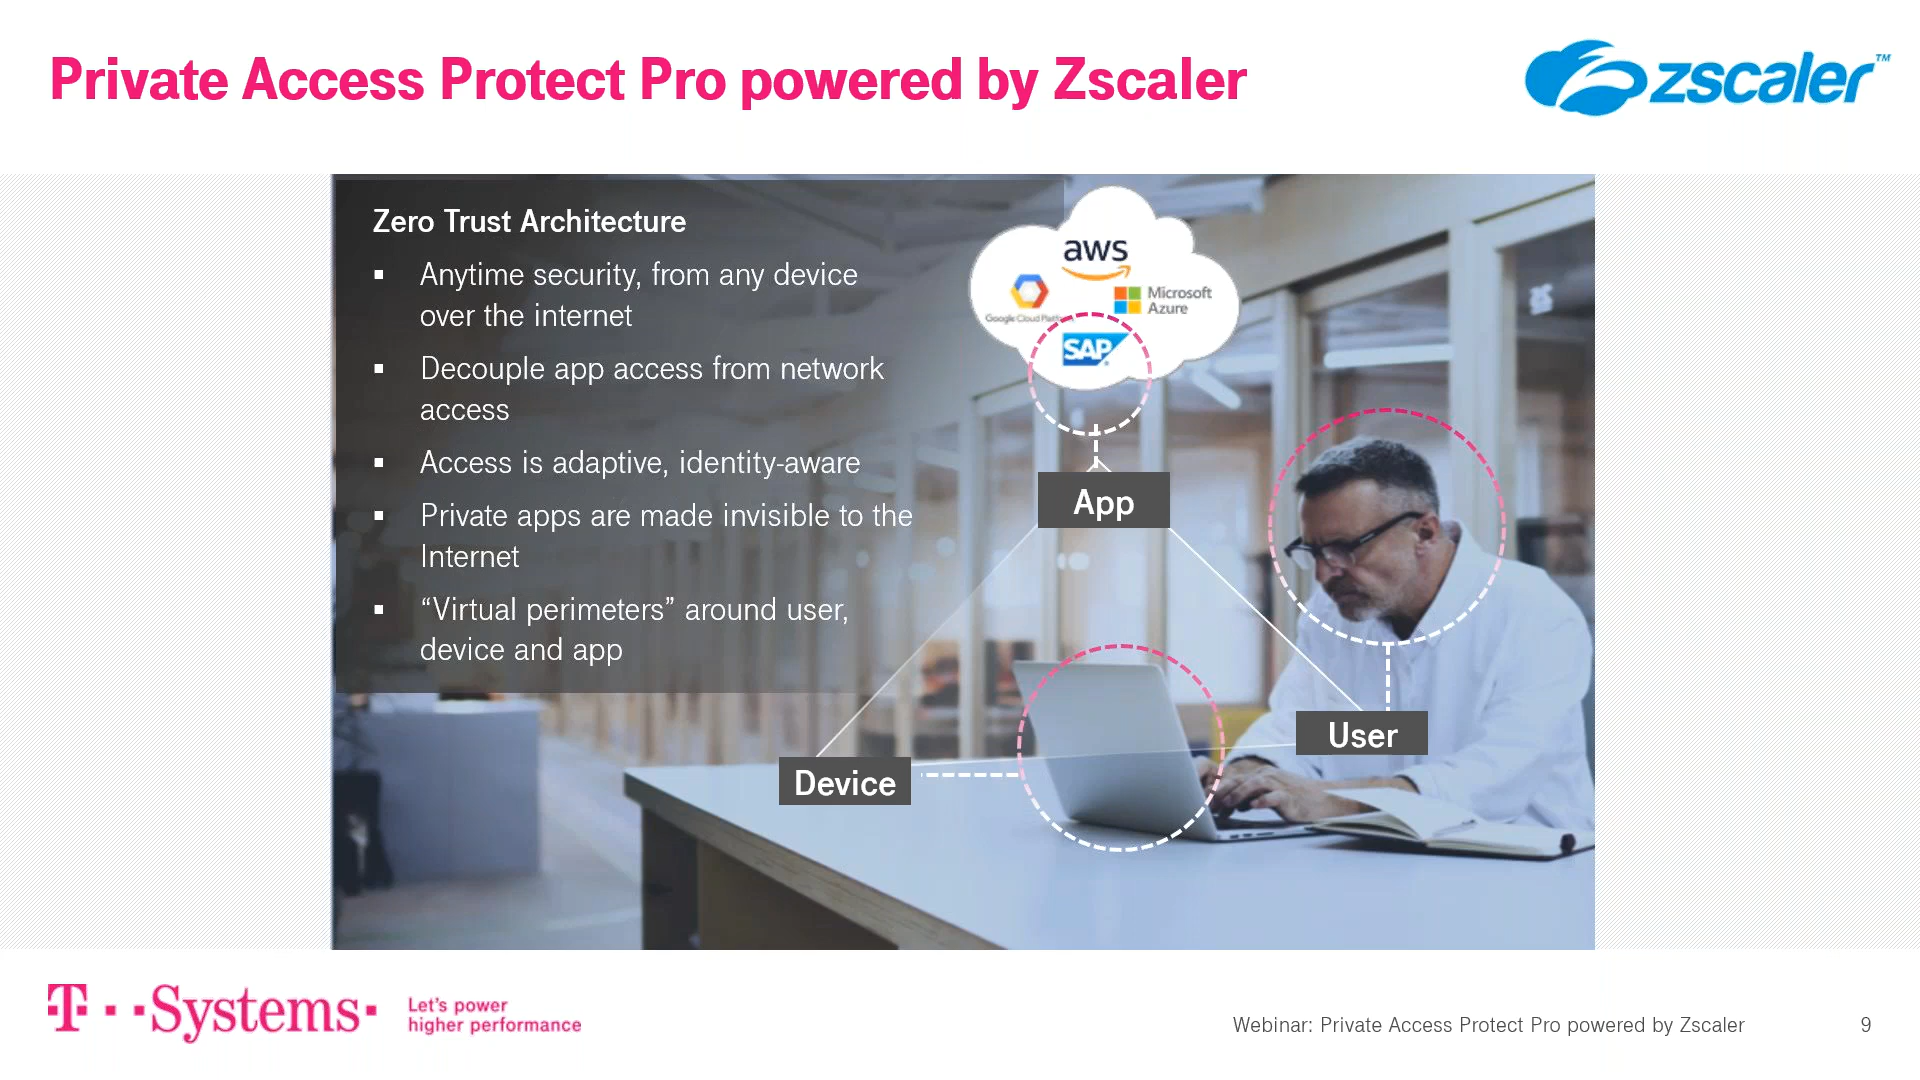 Private Access Protect Pro powered by Zscaler
zscaler™
Zero Trust Architecture
▪ Anytime security, from any device
over the internet
▪ Decouple app access from network
access
▪ Access is adaptive, identity-aware
▪ Private apps are made invisible to the
Internet
▪ “Virtual perimeters” around user,
device and app
aws
Google Cloud
Microsoft
Azure
SAP
App
User
Device
T··Systems·
Let's power
higher performance
Webinar: Private Access Protect Pro powered by Zscaler
9